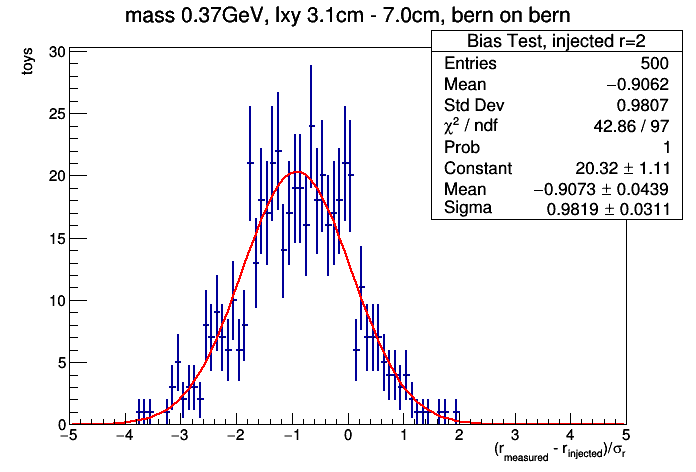 mass 0.37GeV, lxy 3.1cm - 7.0cm, bern on bern
Bias Test, injected r=2
Entries 500
Mean −0.9062
Std Dev 0.9807
χ² / ndf 42.86 / 97
Prob 1
Constant 20.32 ± 1.11
Mean −0.9073 ± 0.0439
Sigma 0.9819 ± 0.0311
toys
30
25
20
15
10
5
0
−5 −4 −3 −2 −1 0 1 2 3 4 5
(r_measured - r_injected)/σ_r